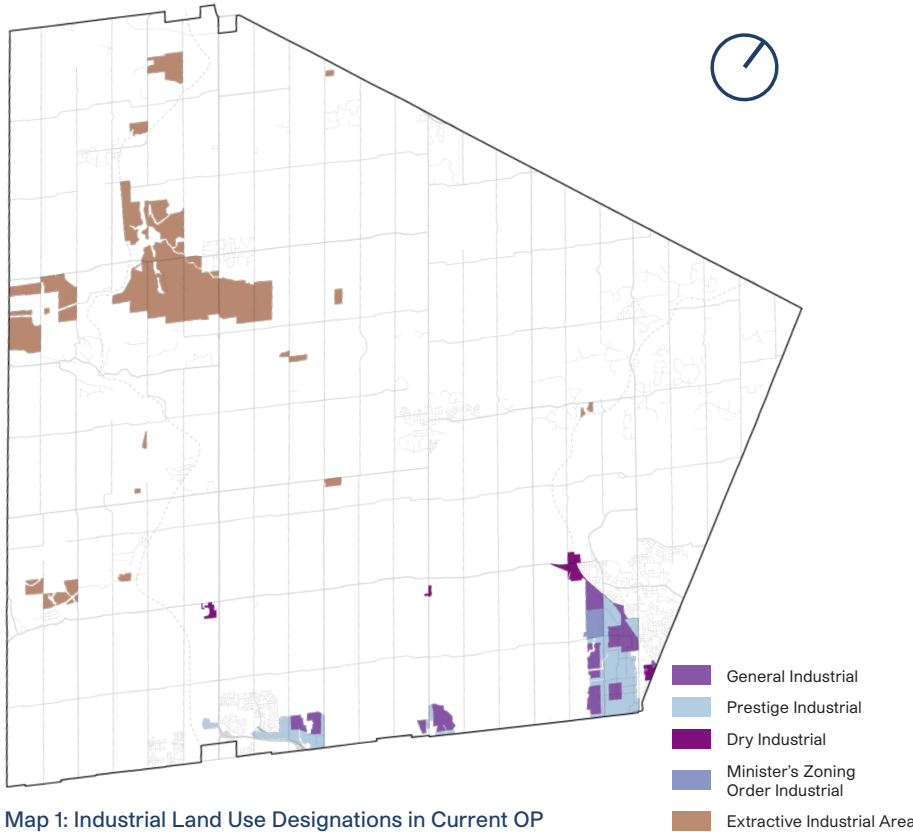 General Industrial
Prestige Industrial
Dry Industrial
Minister's Zoning
Order Industrial
Extractive Industrial Area
Map 1: Industrial Land Use Designations in Current OP